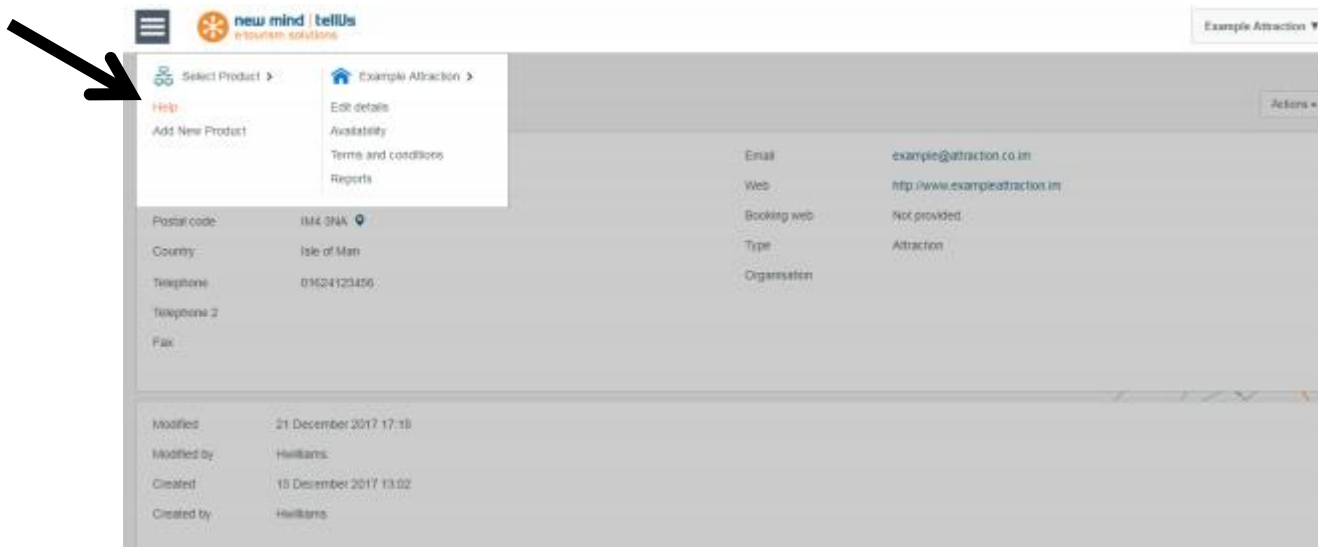 new mind | tellUs
e-tourism solutions
Example Attraction ▼
Select Product >
Help
Add New Product
Example Attraction >
Edit details
Availability
Terms and conditions
Reports
Actions
Postal code IM4 3NA
Country Isle of Man
Telephone 01624123456
Telephone 2
Fax
Email example@attraction.co.im
Web http://www.exampleattraction.im
Booking web Not provided
Type Attraction
Organisation
Modified 21 December 2017 17:18
Modified by Hwilliams
Created 15 December 2017 13:02
Created by Hwilliams